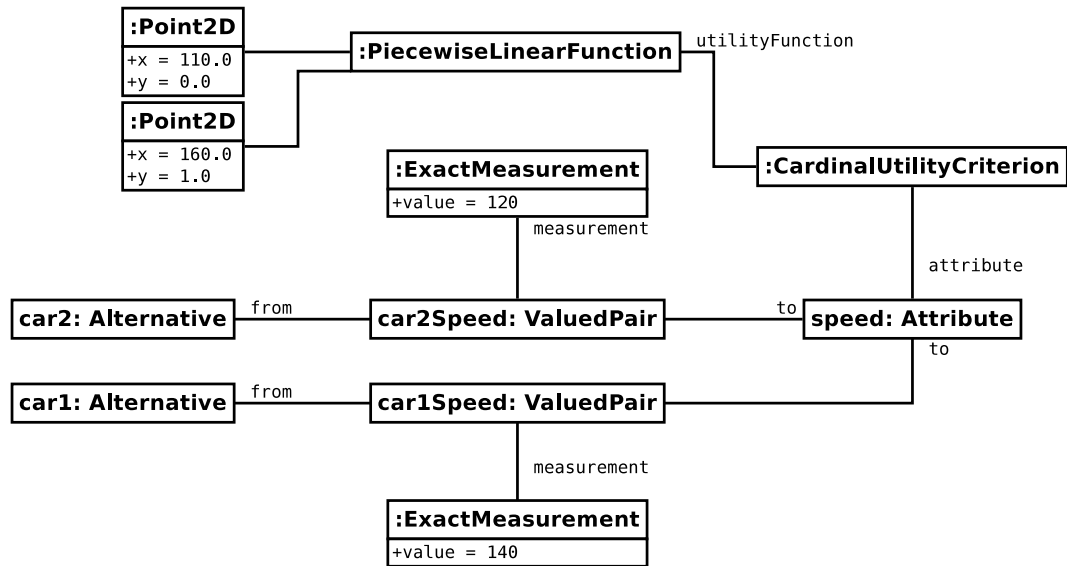 :Point2D
+x = 110.0
+y = 0.0
:PiecewiseLinearFunction
utilityFunction
:Point2D
+x = 160.0
+y = 1.0
:ExactMeasurement
+value = 120
measurement
:CardinalUtilityCriterion
attribute
car2: Alternative
from
car2Speed: ValuedPair
to
speed: Attribute
to
car1: Alternative
from
car1Speed: ValuedPair
measurement
:ExactMeasurement
+value = 140